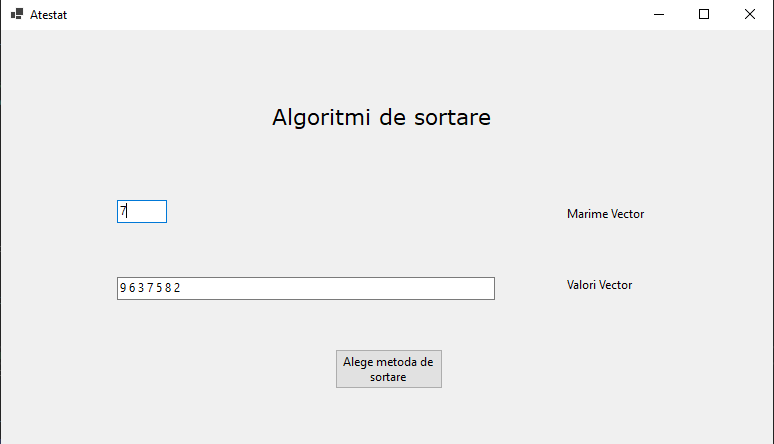 Atestat
Algoritmi de sortare
7
Marime Vector
9 6 3 7 5 8 2
Valori Vector
Alege metoda de
sortare